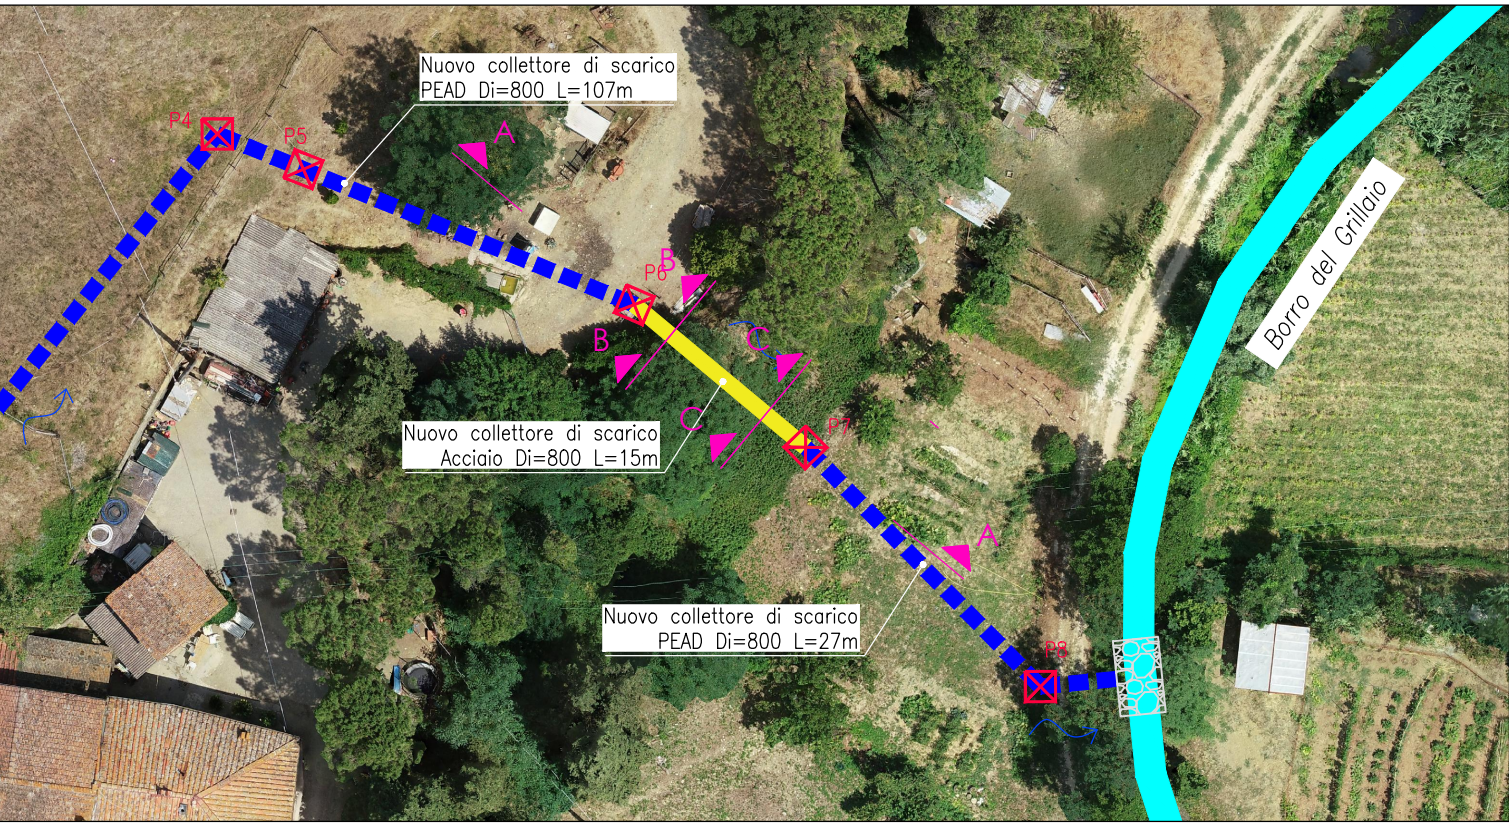 Nuovo collettore di scarico
PEAD Di=800 L=107m
P4
P5
A
B
P6
B
C
C
P7
Nuovo collettore di scarico
Acciaio Di=800 L=15m
Borro del Grillaio
A
Nuovo collettore di scarico
PEAD Di=800 L=27m
P8